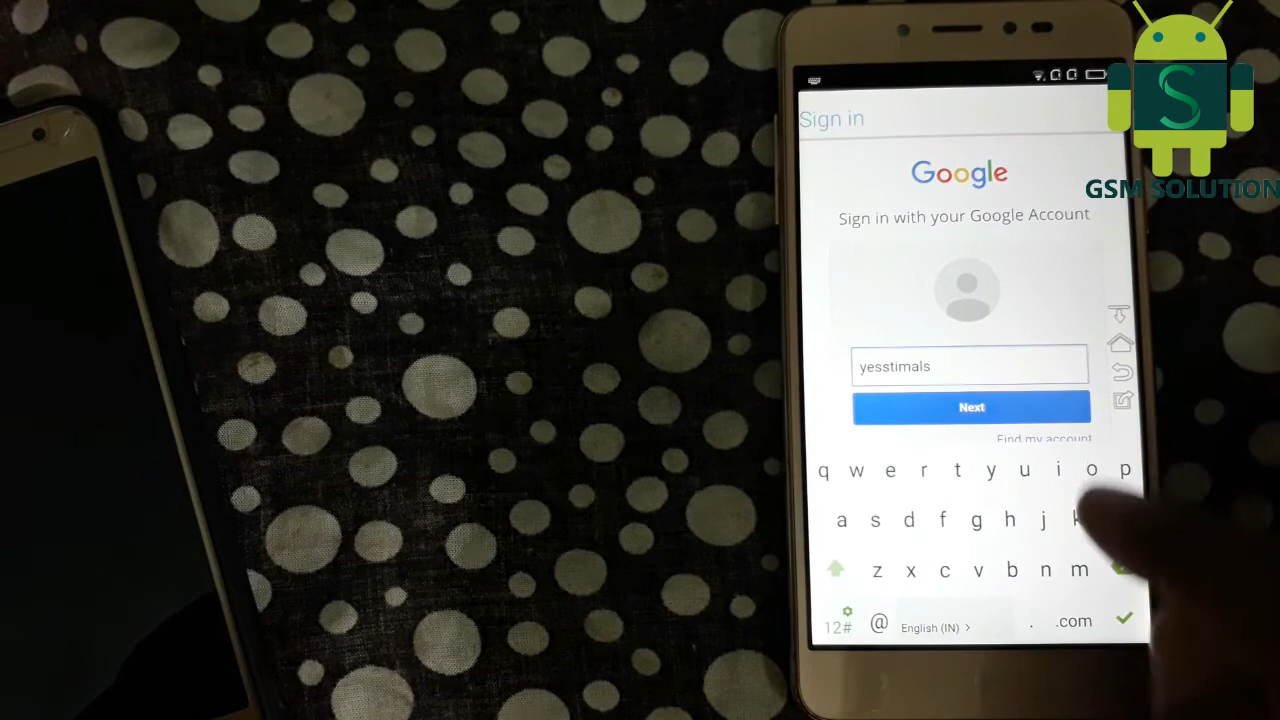 Sign in
Google
Sign in with your Google Account
yesstimals
Next
Find my account
q w e r t y u i o p
a s d f g h j k
z x c v b n m
12# @ English (IN) > . .com
S
GSM SOLUTION